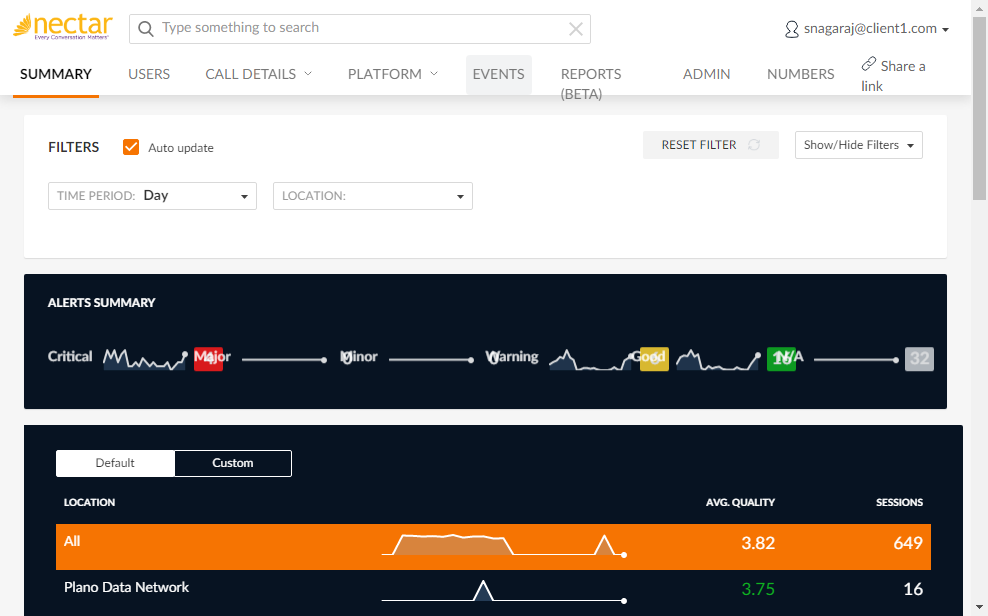 nectar
Every Conversation Matters
Type something to search
snagaraj@client1.com
SUMMARY USERS CALL DETAILS PLATFORM EVENTS REPORTS (BETA) ADMIN NUMBERS Share a link
FILTERS Auto update RESET FILTER Show/Hide Filters
TIME PERIOD: Day LOCATION:
ALERTS SUMMARY
Critical 4 Major 0 Minor 0 Warning 6 Good 16 N/A 32
Default Custom
LOCATION AVG. QUALITY SESSIONS
All 3.82 649
Plano Data Network 3.75 16